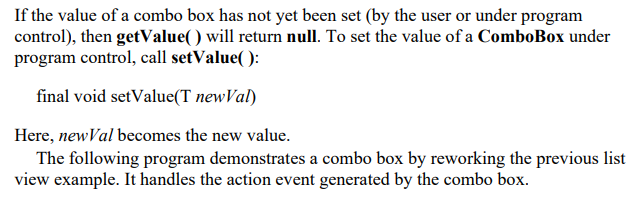 If the value of a combo box has not yet been set (by the user or under program
control), then getValue( ) will return null. To set the value of a ComboBox under
program control, call setValue( ):
final void setValue(T newVal)
Here, newVal becomes the new value.
The following program demonstrates a combo box by reworking the previous list
view example. It handles the action event generated by the combo box.